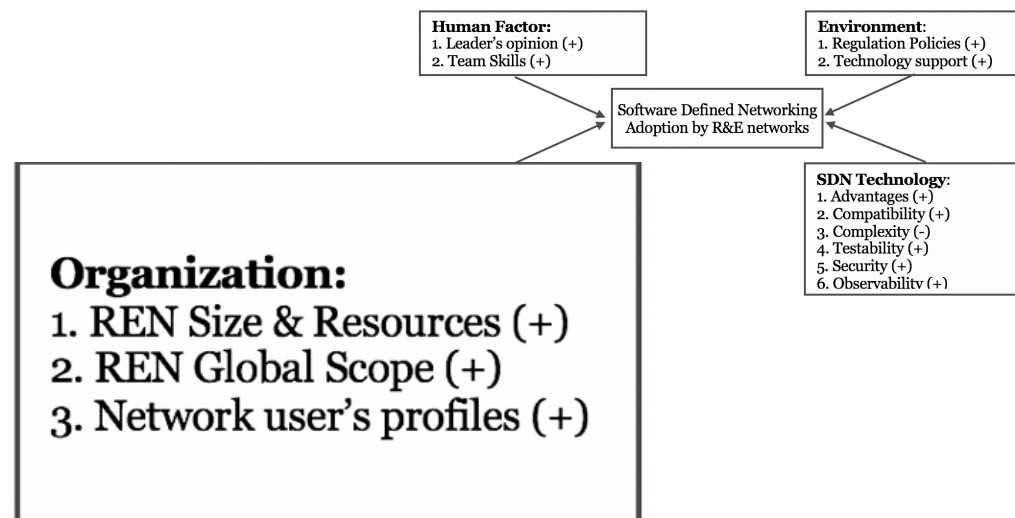 Human Factor:
1. Leader's opinion (+)
2. Team Skills (+)
Environment:
1. Regulation Policies (+)
2. Technology support (+)
Software Defined Networking
Adoption by R&E networks
Organization:
1. REN Size & Resources (+)
2. REN Global Scope (+)
3. Network user's profiles (+)
SDN Technology:
1. Advantages (+)
2. Compatibility (+)
3. Complexity (-)
4. Testability (+)
5. Security (+)
6. Observability (+)